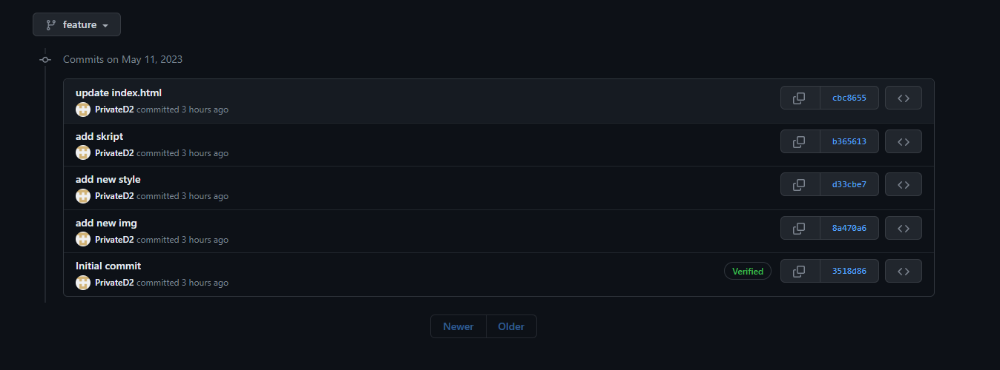 feature
Commits on May 11, 2023
update index.html
PrivateD2 committed 3 hours ago
cbc8655
add skript
PrivateD2 committed 3 hours ago
b365613
add new style
PrivateD2 committed 3 hours ago
d33cbe7
add new img
PrivateD2 committed 3 hours ago
8a470a6
Initial commit
PrivateD2 committed 3 hours ago
Verified
3518d86
Newer Older